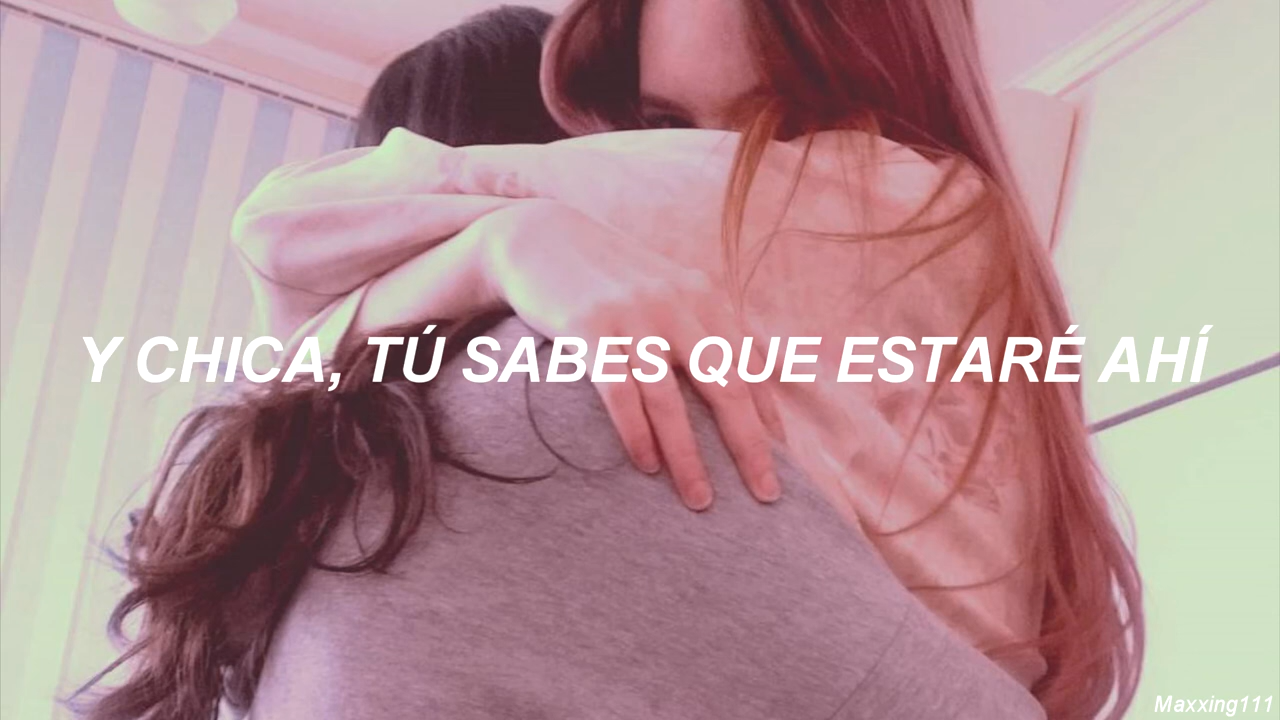 Y CHICA, TÚ SABES QUE ESTARÉ AHÍ
Maxxing111